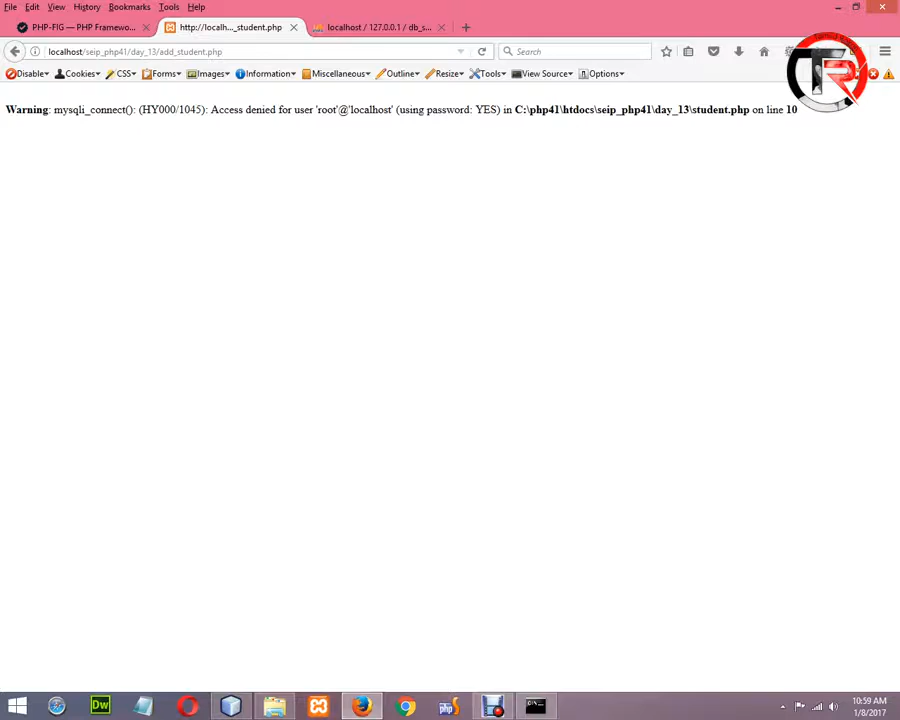 File Edit View History Bookmarks Tools Help
PHP-FIG — PHP Framewo... http://localh..._student.php localhost / 127.0.0.1 / db_s...
localhost/seip_php41/day_13/add_student.php Search
Disable Cookies CSS Forms Images Information Miscellaneous Outline Resize Tools View Source Options
Warning: mysqli_connect(): (HY000/1045): Access denied for user 'root'@'localhost' (using password: YES) in C:\php41\htdocs\seip_php41\day_13\student.php on line 10
Dw php
10:59 AM
1/8/2017